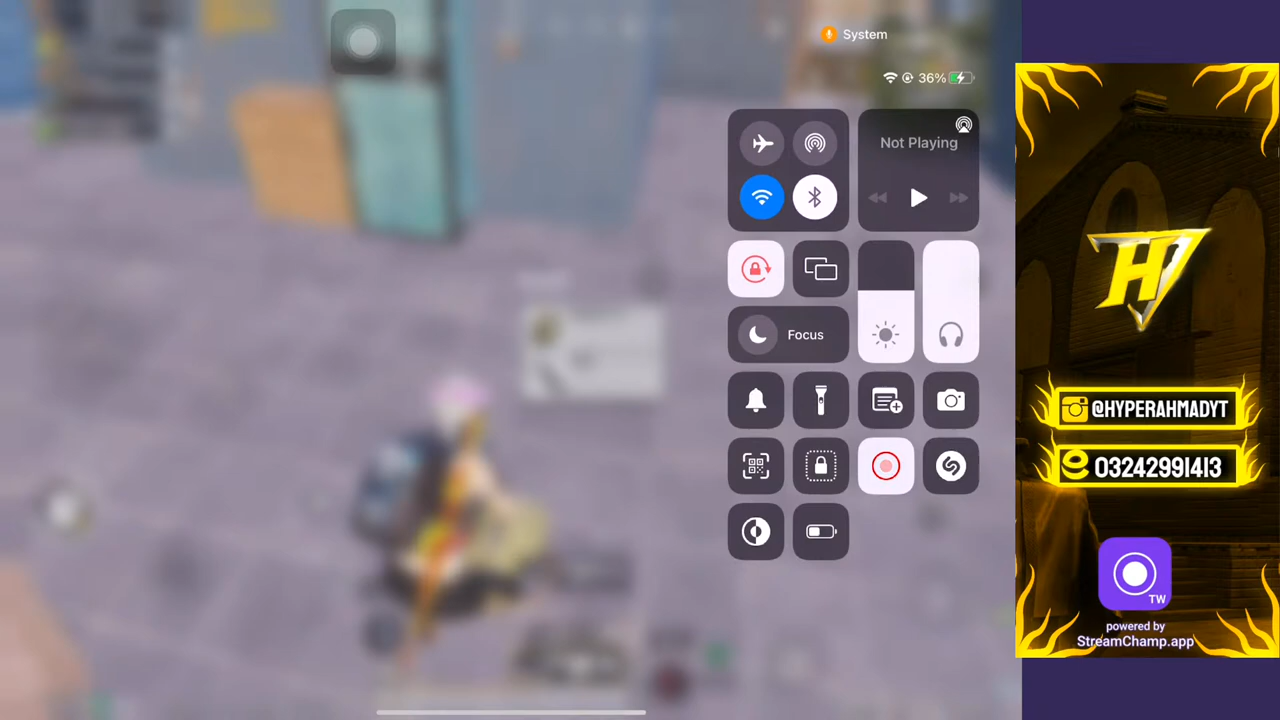 System
36%
Not Playing
Focus
H
@HYPERAHMADYT
03242991413
TW
powered by
StreamChamp.app